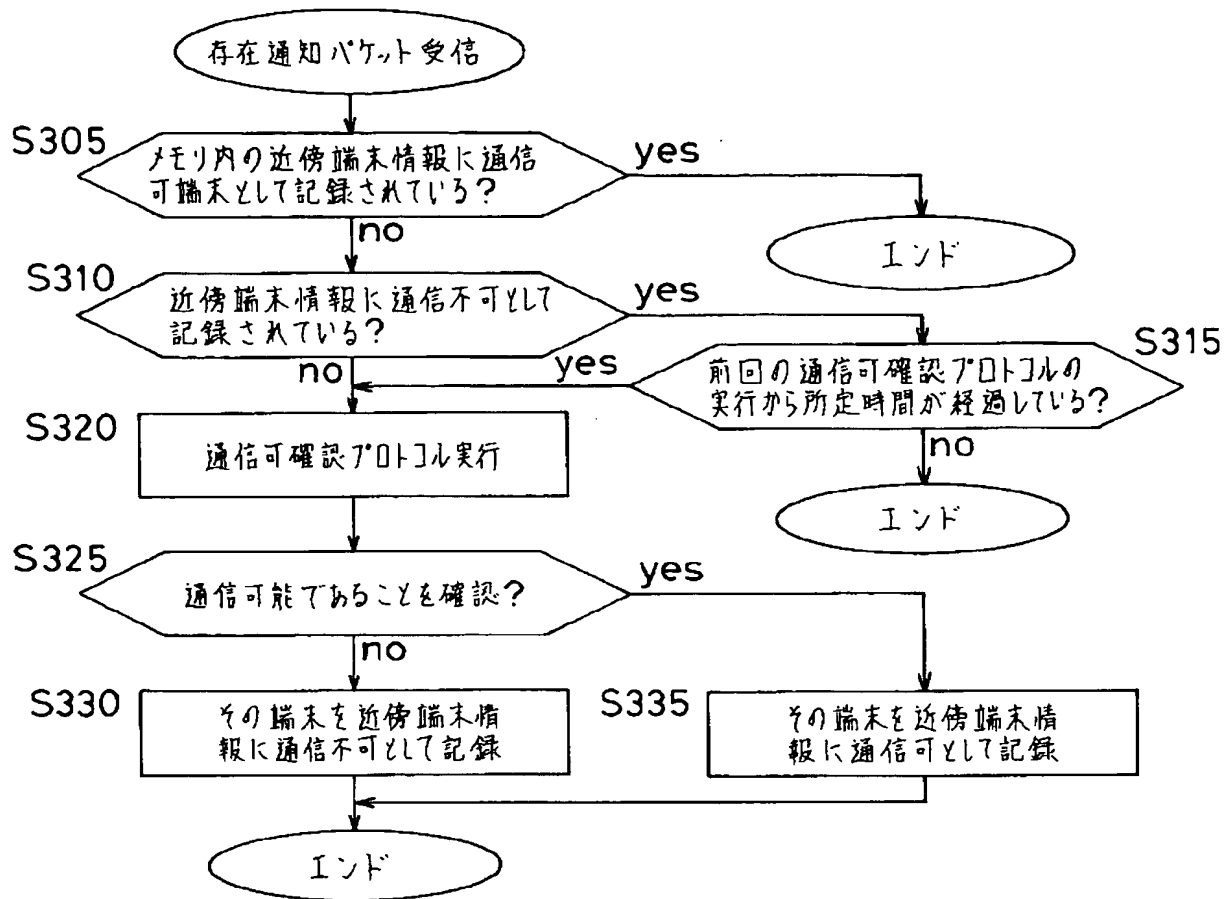 存在通知パケット受信
S305
メモリ内の近傍端末情報に通信
可端末として記録されている?
yes
no
エンド
S310
近傍端末情報に通信不可として
記録されている?
yes
no
S315
前回の通信可確認プロトコルの
実行から所定時間が経過している?
yes
no
エンド
S320
通信可確認プロトコル実行
S325
通信可能であることを確認?
yes
no
S330
その端末を近傍端末情
報に通信不可として記録
S335
その端末を近傍端末情
報に通信可として記録
エンド